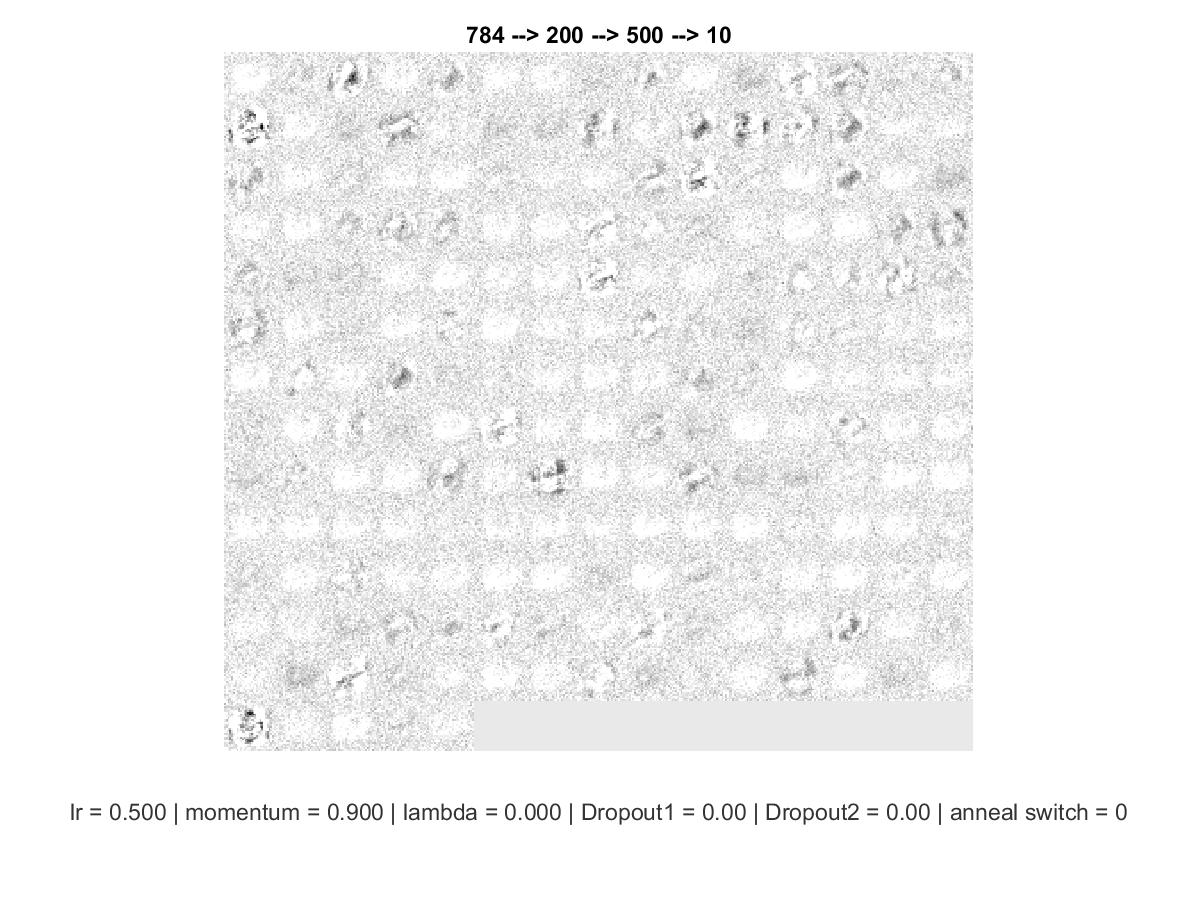 784 --> 200 --> 500 --> 10
lr = 0.500 | momentum = 0.900 | lambda = 0.000 | Dropout1 = 0.00 | Dropout2 = 0.00 | anneal switch = 0